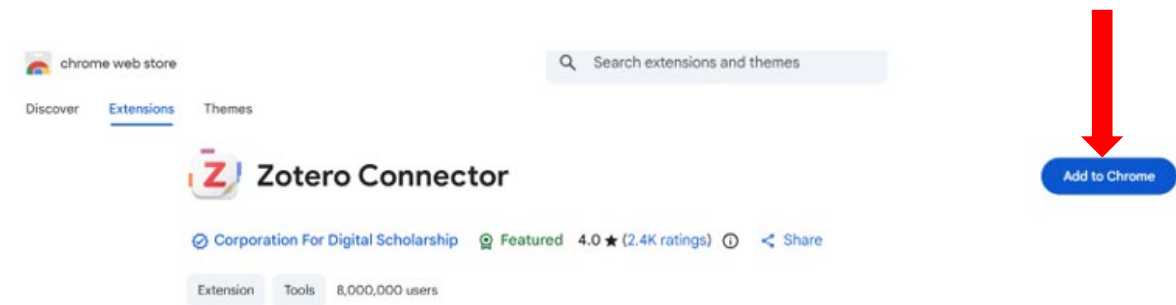 chrome web store
Search extensions and themes
Discover Extensions Themes
Z Zotero Connector
Add to Chrome
Corporation For Digital Scholarship Featured 4.0 ★ (2.4K ratings) Share
Extension Tools 8,000,000 users